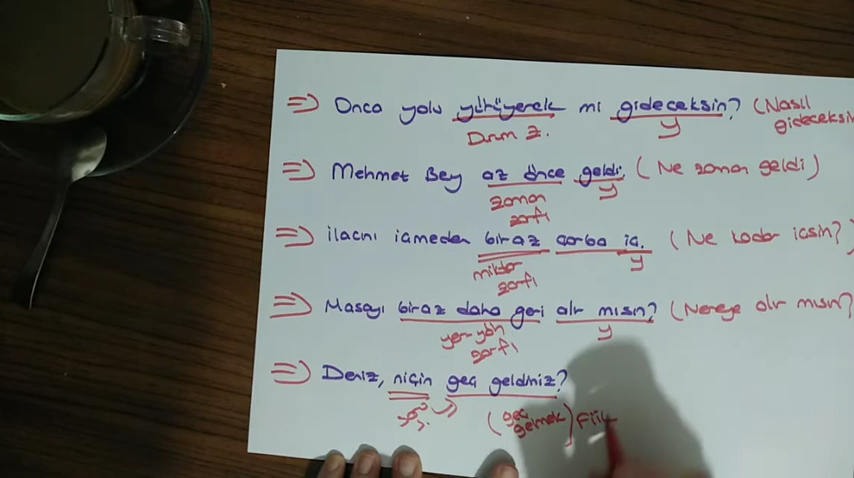 => Onca yolu yürüyerek mi gideceksin? (Nasıl gideceksin
Drm z. y
=> Mehmet Bey az önce geldi. (Ne zaman geldi)
zaman zarfı y
=> ilacnı içmeden biraz çorba iç. (Ne kadar içsin?)
miktar zarfı y
=> Masayı biraz daha geri alır mısın? (Nereye alır mısın?
yer-yön zarfı y
=> Deniz, niçin geç geldiniz?
(geç gelmek) Fiil